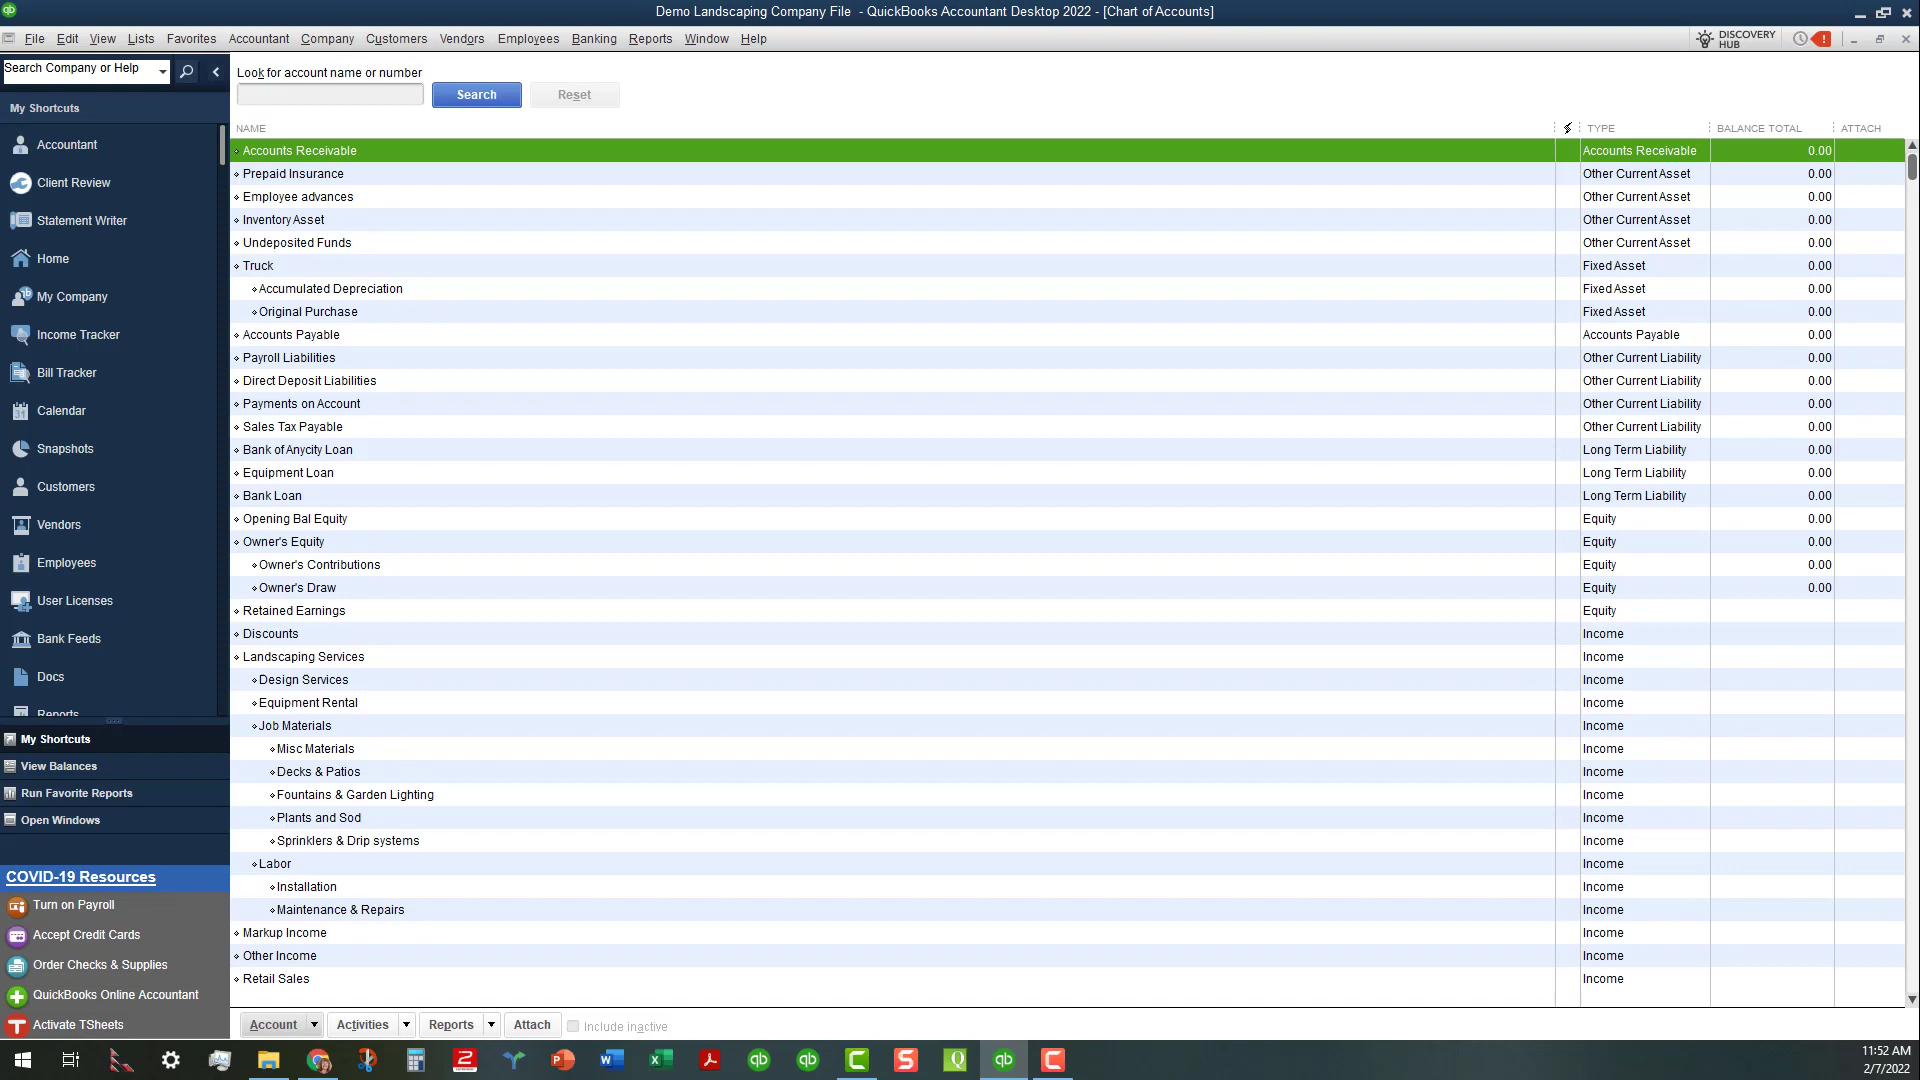 Demo Landscaping Company File - QuickBooks Accountant Desktop 2022 - [Chart of Accounts]
File Edit View Lists Favorites Accountant Company Customers Vendors Employees Banking Reports Window Help
DISCOVERY HUB
Search Company or Help
My Shortcuts
Accountant
Client Review
Statement Writer
Home
My Company
Income Tracker
Bill Tracker
Calendar
Snapshots
Customers
Vendors
Employees
User Licenses
Bank Feeds
Docs
Reports
My Shortcuts
View Balances
Run Favorite Reports
Open Windows
COVID-19 Resources
Turn on Payroll
Accept Credit Cards
Order Checks & Supplies
QuickBooks Online Accountant
Activate TSheets
Look for account name or number
Search Reset
NAME TYPE BALANCE TOTAL ATTACH
Accounts Receivable Accounts Receivable 0.00
Prepaid Insurance Other Current Asset 0.00
Employee advances Other Current Asset 0.00
Inventory Asset Other Current Asset 0.00
Undeposited Funds Other Current Asset 0.00
Truck Fixed Asset 0.00
Accumulated Depreciation Fixed Asset 0.00
Original Purchase Fixed Asset 0.00
Accounts Payable Accounts Payable 0.00
Payroll Liabilities Other Current Liability 0.00
Direct Deposit Liabilities Other Current Liability 0.00
Payments on Account Other Current Liability 0.00
Sales Tax Payable Other Current Liability 0.00
Bank of Anycity Loan Long Term Liability 0.00
Equipment Loan Long Term Liability 0.00
Bank Loan Long Term Liability 0.00
Opening Bal Equity Equity 0.00
Owner's Equity Equity 0.00
Owner's Contributions Equity 0.00
Owner's Draw Equity 0.00
Retained Earnings Equity
Discounts Income
Landscaping Services Income
Design Services Income
Equipment Rental Income
Job Materials Income
Misc Materials Income
Decks & Patios Income
Fountains & Garden Lighting Income
Plants and Sod Income
Sprinklers & Drip systems Income
Labor Income
Installation Income
Maintenance & Repairs Income
Markup Income Income
Other Income Income
Retail Sales Income
Account Activities Reports Attach Include inactive
11:52 AM
2/7/2022